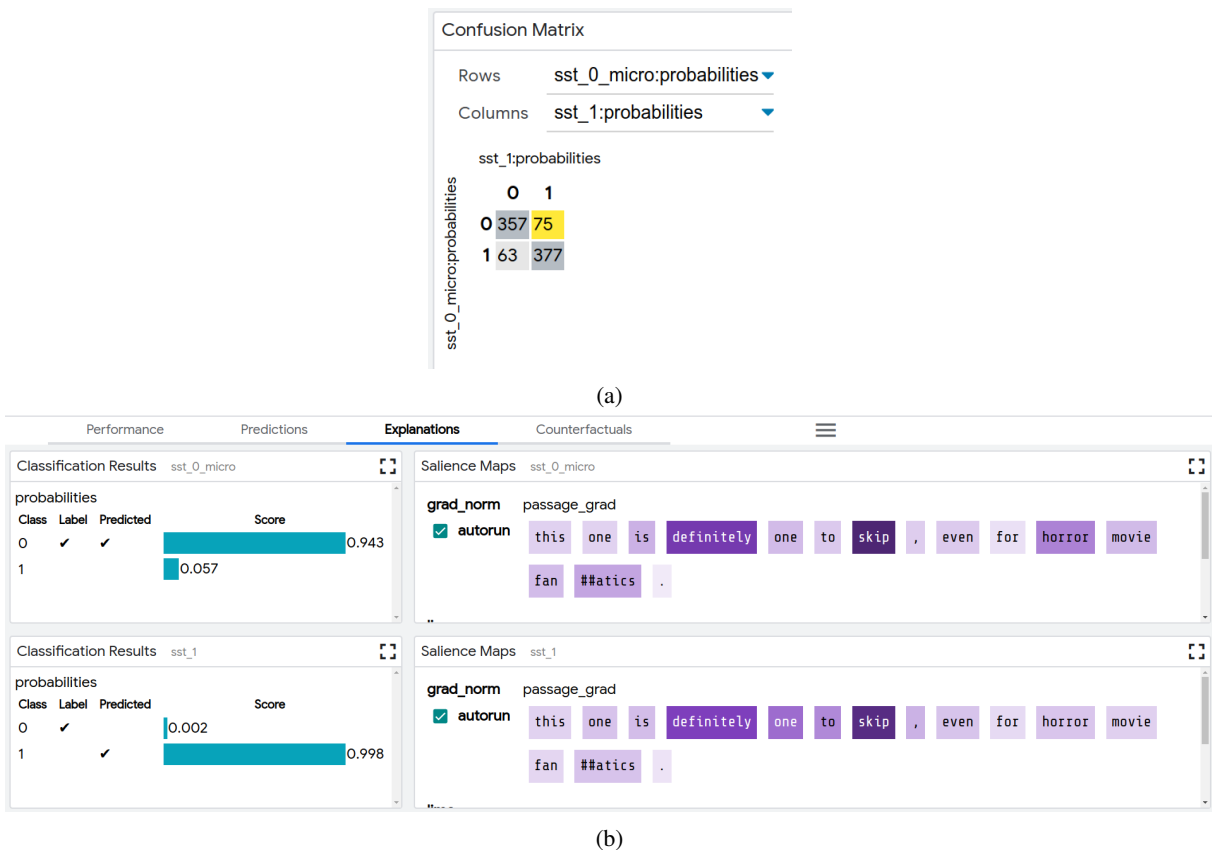 Confusion Matrix
Rows sst_0_micro:probabilities
Columns sst_1:probabilities
sst_1:probabilities
sst_0_micro:probabilities
0 1
0 357 75
1 63 377
(a)
Performance Predictions Explanations Counterfactuals
Classification Results sst_0_micro
probabilities
Class Label Predicted Score
0 ✔ ✔ 0.943
1 0.057
Salience Maps sst_0_micro
grad_norm passage_grad
autorun this one is definitely one to skip , even for horror movie
fan ##atics .
Classification Results sst_1
probabilities
Class Label Predicted Score
0 ✔ 0.002
1 ✔ 0.998
Salience Maps sst_1
grad_norm passage_grad
autorun this one is definitely one to skip , even for horror movie
fan ##atics .
(b)